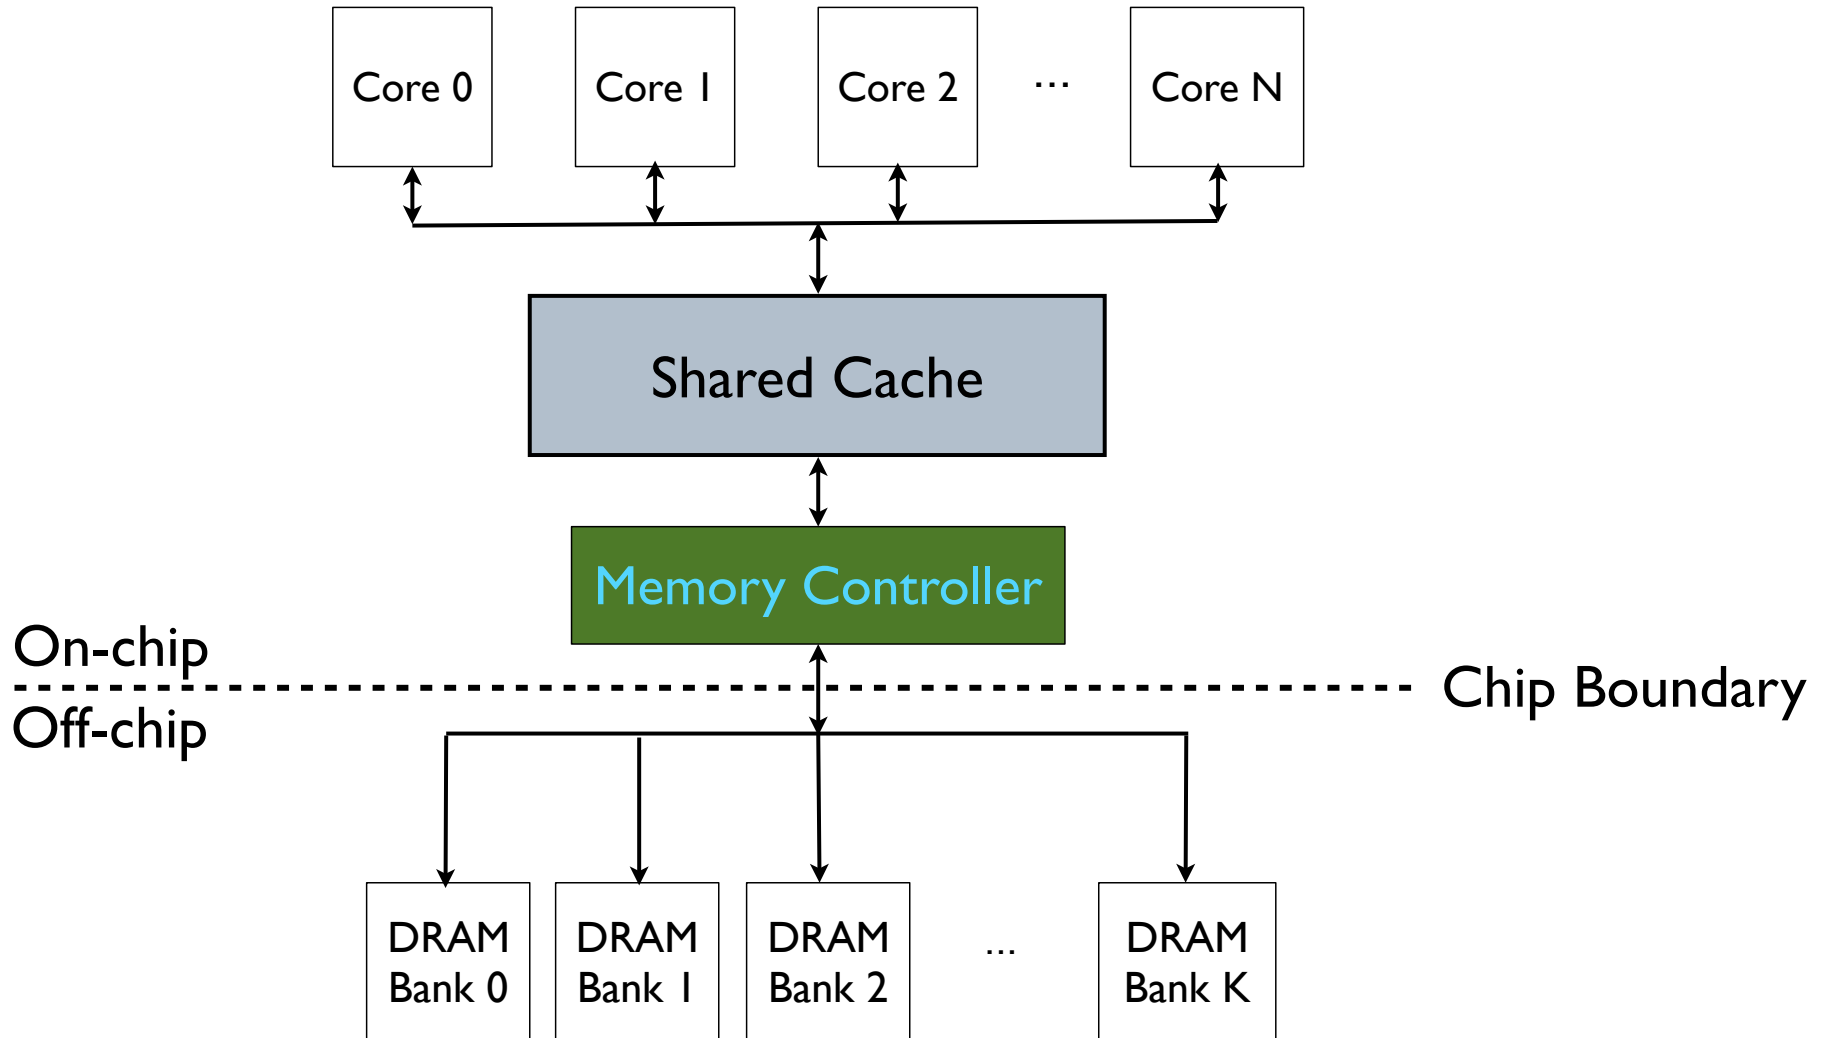 Core 0
Core 1
Core 2
...
Core N
Shared Cache
Memory Controller
On-chip
Chip Boundary
Off-chip
DRAM
Bank 0
DRAM
Bank 1
DRAM
Bank 2
...
DRAM
Bank K